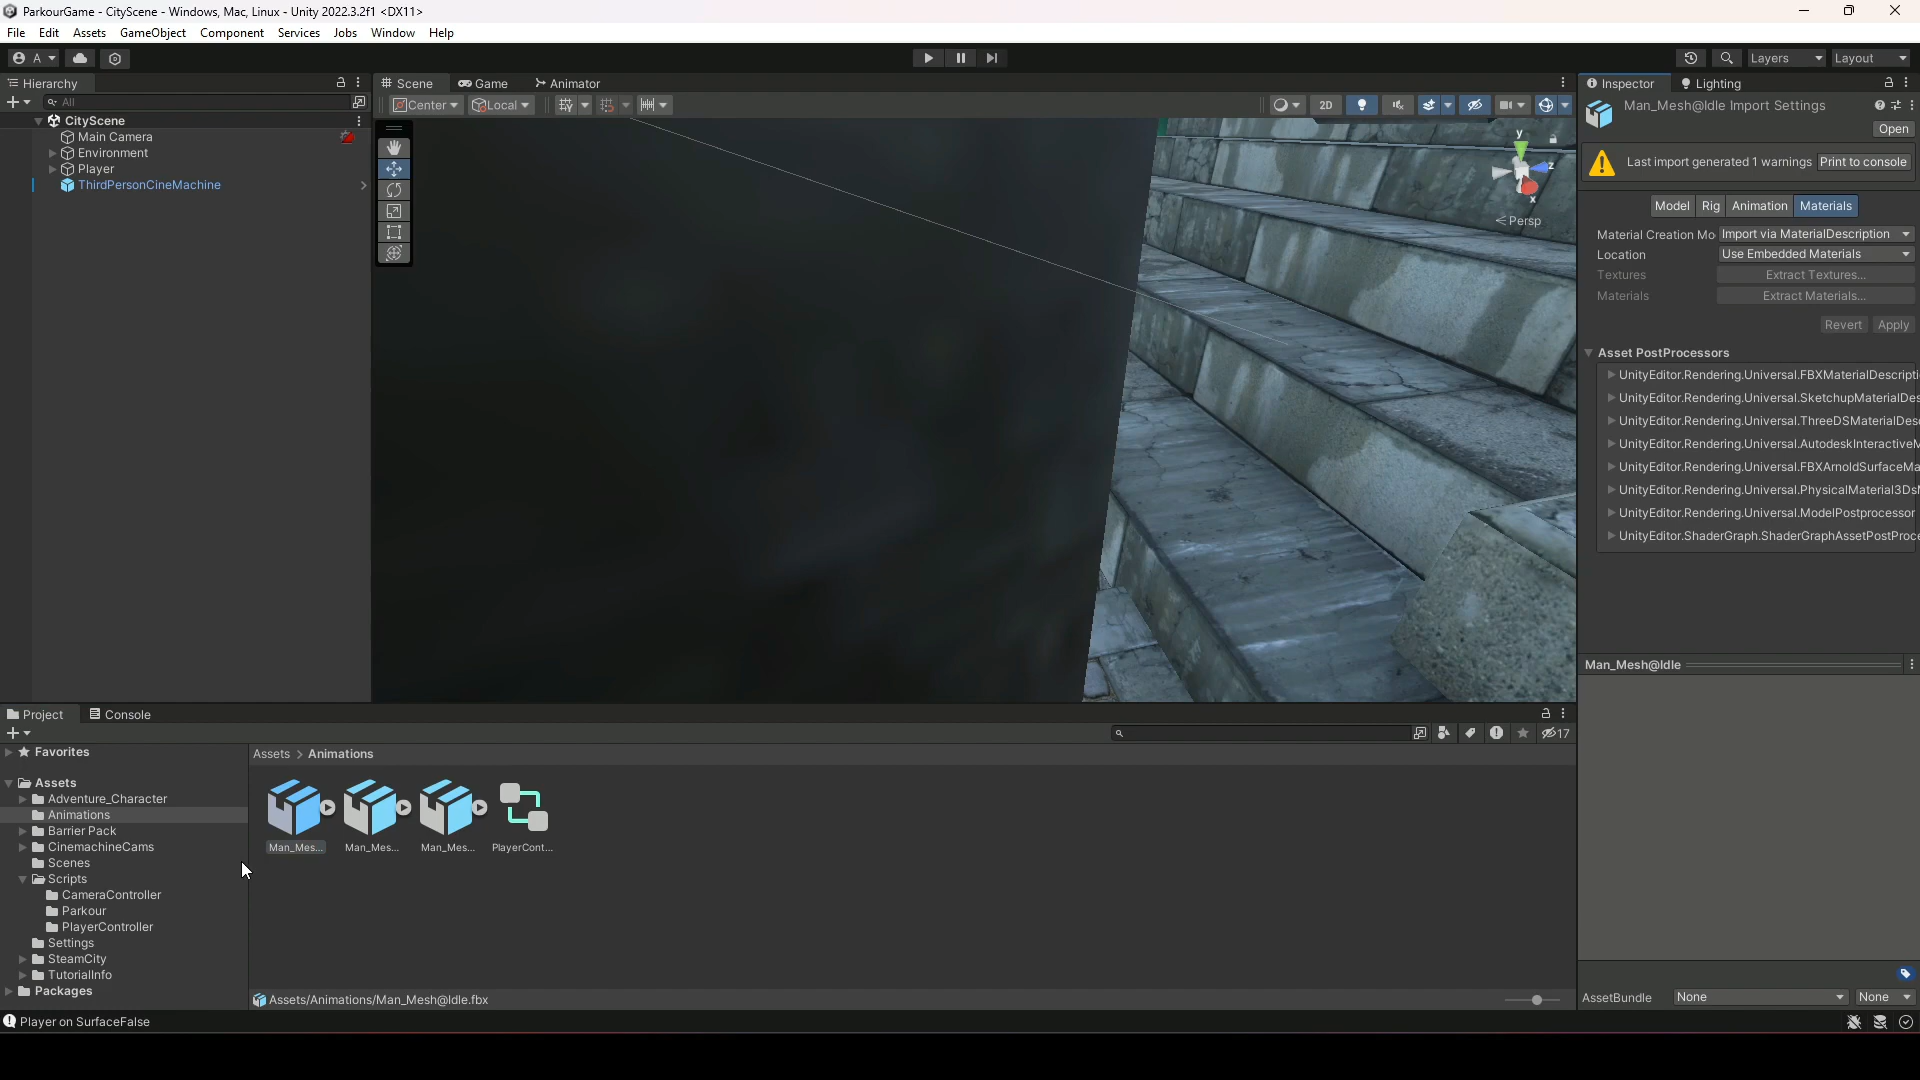 ParkourGame - CityScene - Windows, Mac, Linux - Unity 2022.3.2f1 <DX11>
File Edit Assets GameObject Component Services Jobs Window Help
A Layers Layout
Hierarchy Scene Game Animator Inspector Lighting
All Center Local 2D
Man_Mesh@Idle Import Settings
Open
CityScene
Main Camera
Environment
Player
ThirdPersonCineMachine
y
z
x
Persp
Last import generated 1 warnings Print to console
Model Rig Animation Materials
Material Creation Mo Import via MaterialDescription
Location Use Embedded Materials
Textures Extract Textures...
Materials Extract Materials...
Revert Apply
Asset PostProcessors
UnityEditor.Rendering.Universal.FBXMaterialDescripti
UnityEditor.Rendering.Universal.SketchupMaterialDes
UnityEditor.Rendering.Universal.ThreeDSMaterialDes
UnityEditor.Rendering.Universal.AutodeskInteractiveM
UnityEditor.Rendering.Universal.FBXArnoldSurfaceMa
UnityEditor.Rendering.Universal.PhysicalMaterial3DsM
UnityEditor.Rendering.Universal.ModelPostprocessor
UnityEditor.ShaderGraph.ShaderGraphAssetPostProce
Man_Mesh@Idle
Project Console
17
Favorites
Assets > Animations
Assets
Adventure_Character
Animations
Barrier Pack
CinemachineCams
Scenes
Scripts
CameraController
Parkour
PlayerController
Settings
SteamCity
TutorialInfo
Packages
Man_Mes... Man_Mes... Man_Mes... PlayerCont...
Assets/Animations/Man_Mesh@Idle.fbx
AssetBundle None None
Player on SurfaceFalse